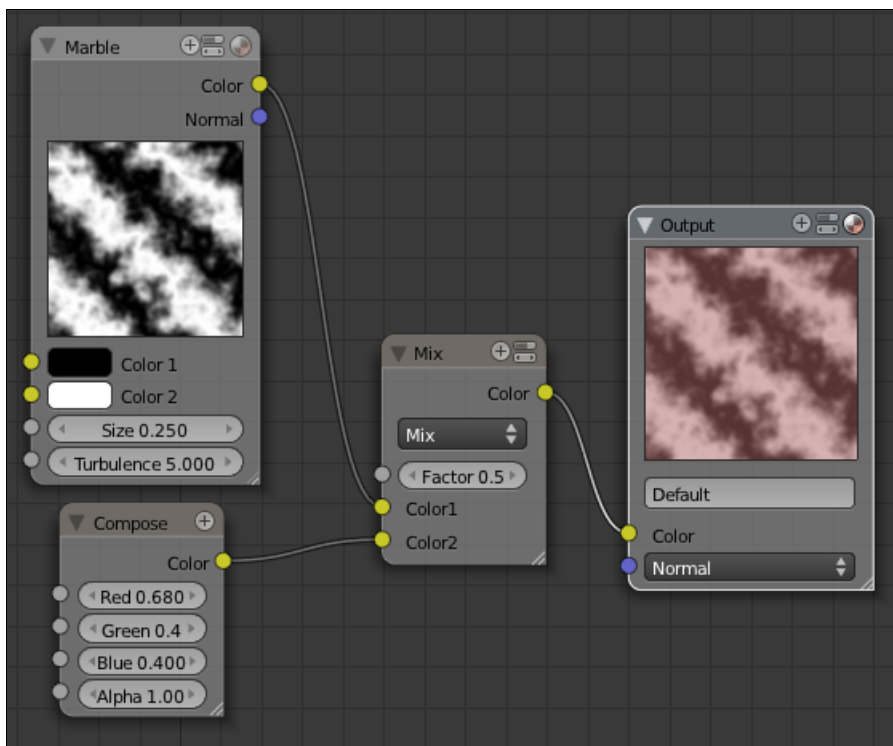 Marble
Color
Normal
Color 1
Color 2
Size 0.250
Turbulence 5.000
Compose
Color
Red 0.680
Green 0.4
Blue 0.400
Alpha 1.00
Mix
Color
Mix
Factor 0.5
Color1
Color2
Output
Default
Color
Normal